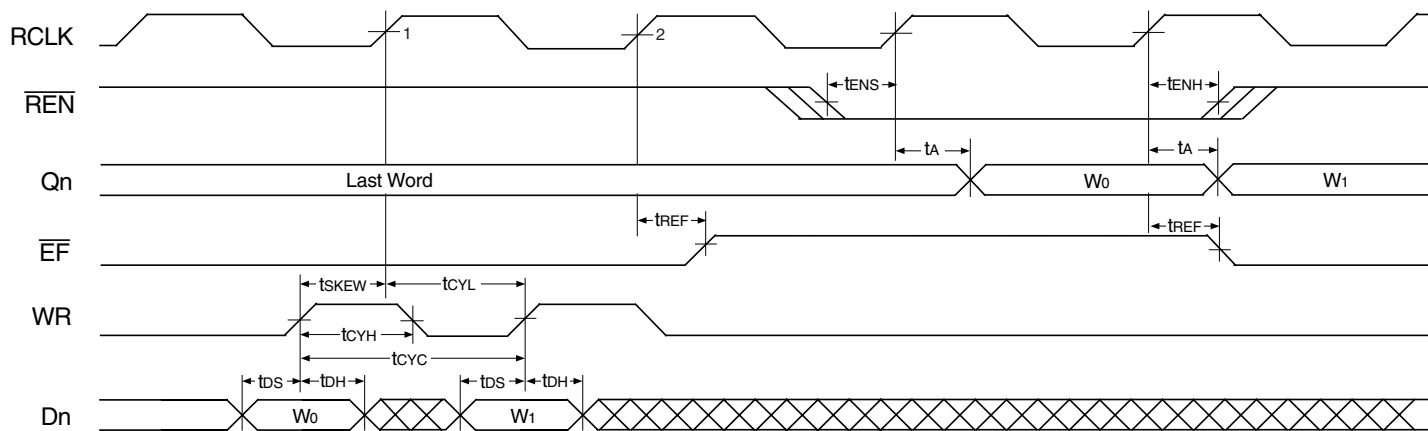 RCLK 1 2
REN tENS tENH
tA tA
Qn Last Word W0 W1
tREF tREF
EF
tSKEW tCYL
WR
tCYH
tCYC
tDS tDH tDS tDH
Dn W0 W1